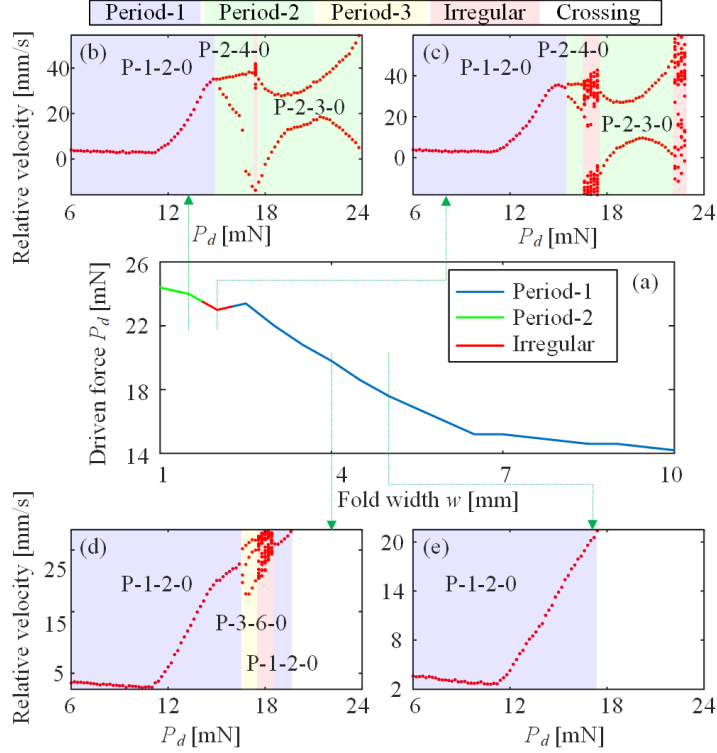 Period-1 Period-2 Period-3 Irregular Crossing
(b) P-2-4-0 (c) P-2-4-0
P-1-2-0 P-1-2-0
P-2-3-0 P-2-3-0
Relative velocity [mm/s]
40
20
0
6 12 18 24
P_d [mN]
60
40
20
0
6 12 18 24
P_d [mN]
(a)
Driven force P_d [mN]
26
22
18
14
Period-1
Period-2
Irregular
1 4 7 10
Fold width w [mm]
(d) (e)
Relative velocity [mm/s]
25
15
5
P-1-2-0
P-3-6-0
P-1-2-0
6 12 18 24
P_d [mN]
20
14
8
2
P-1-2-0
6 12 18 24
P_d [mN]